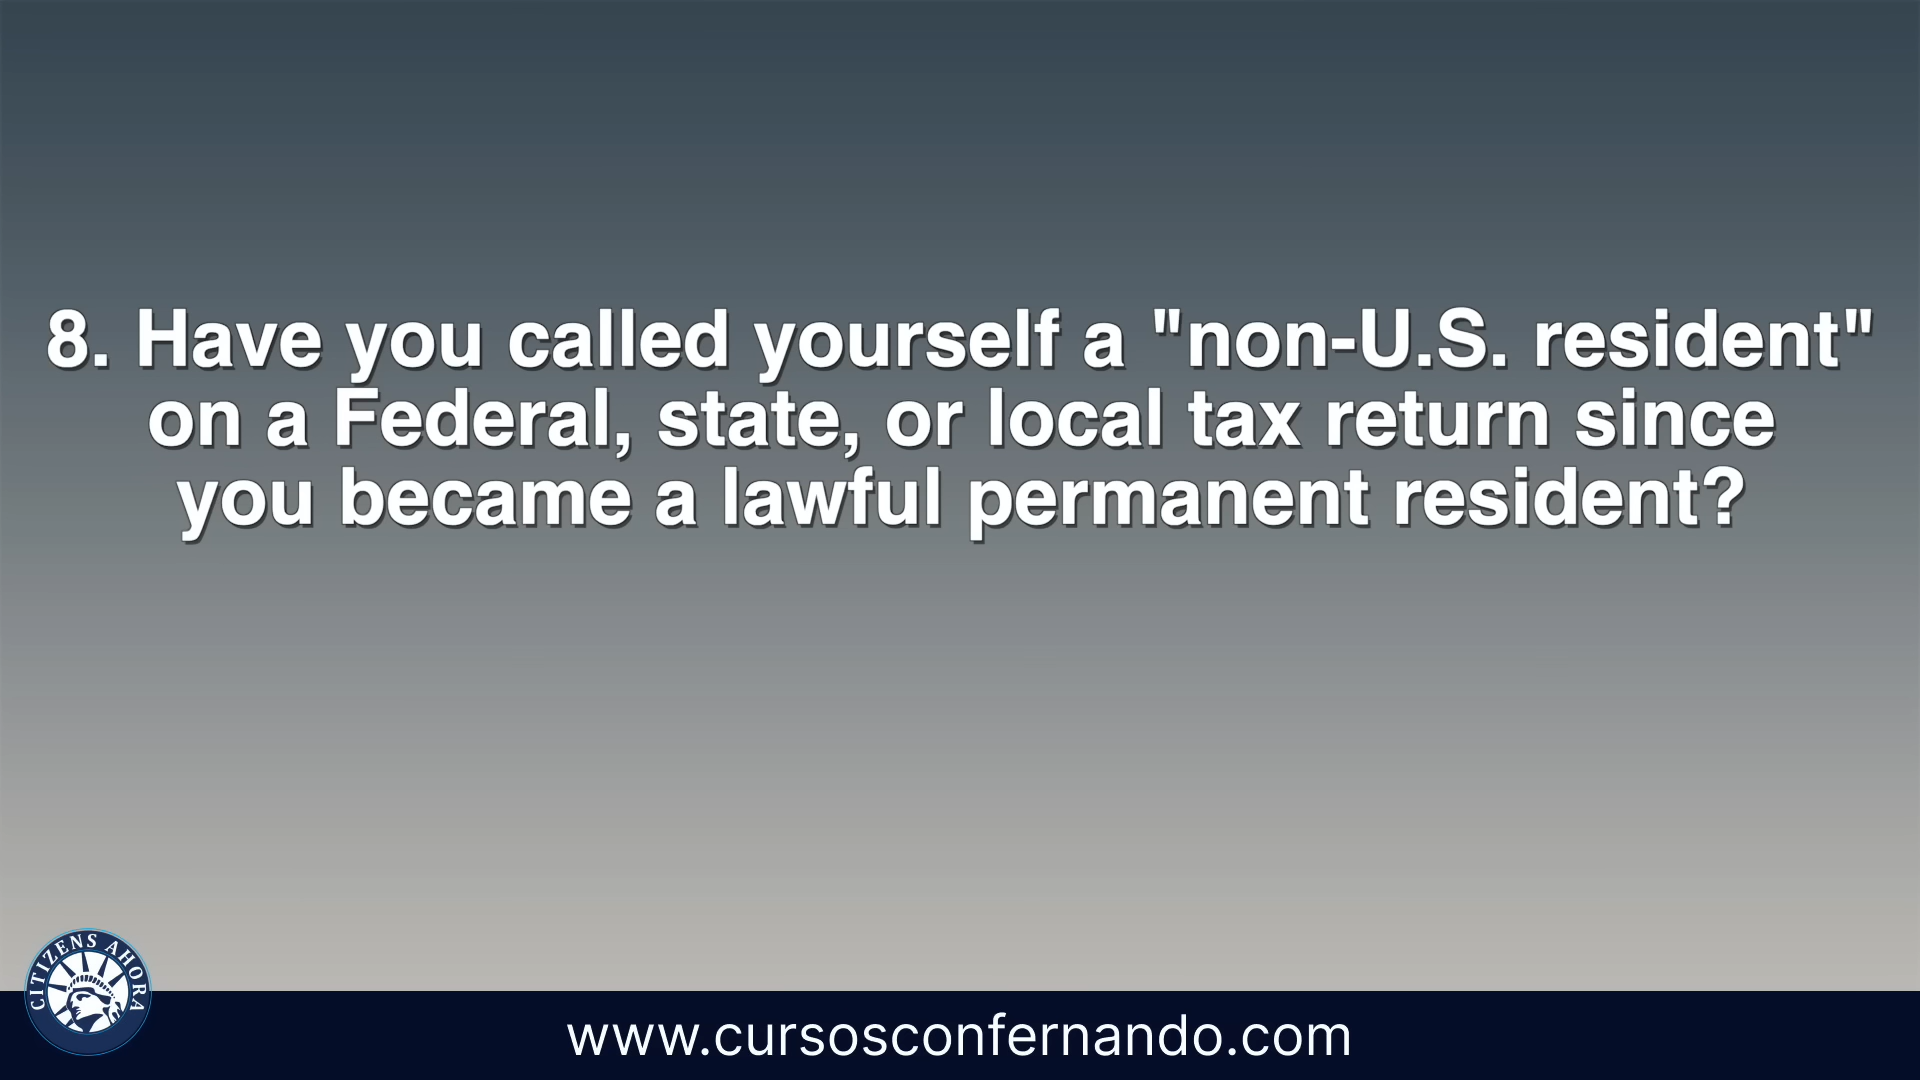 8. Have you called yourself a "non-U.S. resident"
on a Federal, state, or local tax return since
you became a lawful permanent resident?
CITIZENS AHORA
www.cursosconfernando.com